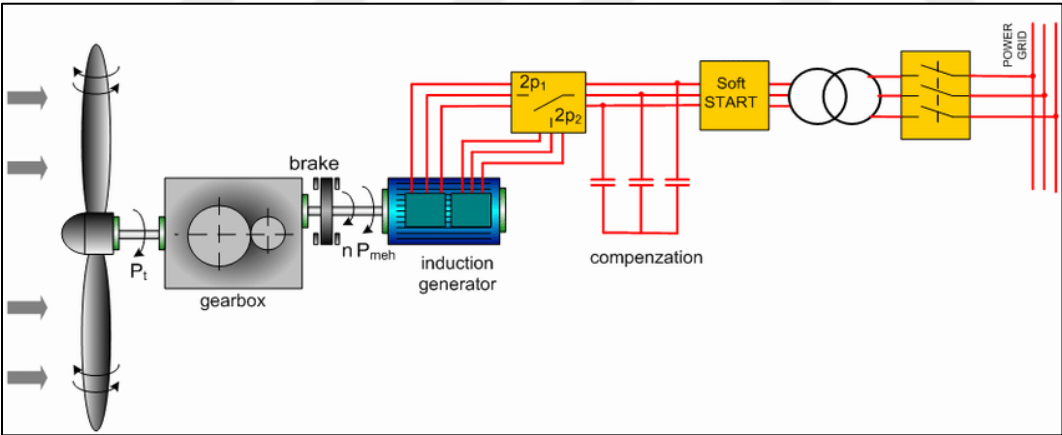 POWER
GRID
2p1
2p2
Soft
START
brake
Pt
n Pmeh
gearbox
induction
generator
compenzation